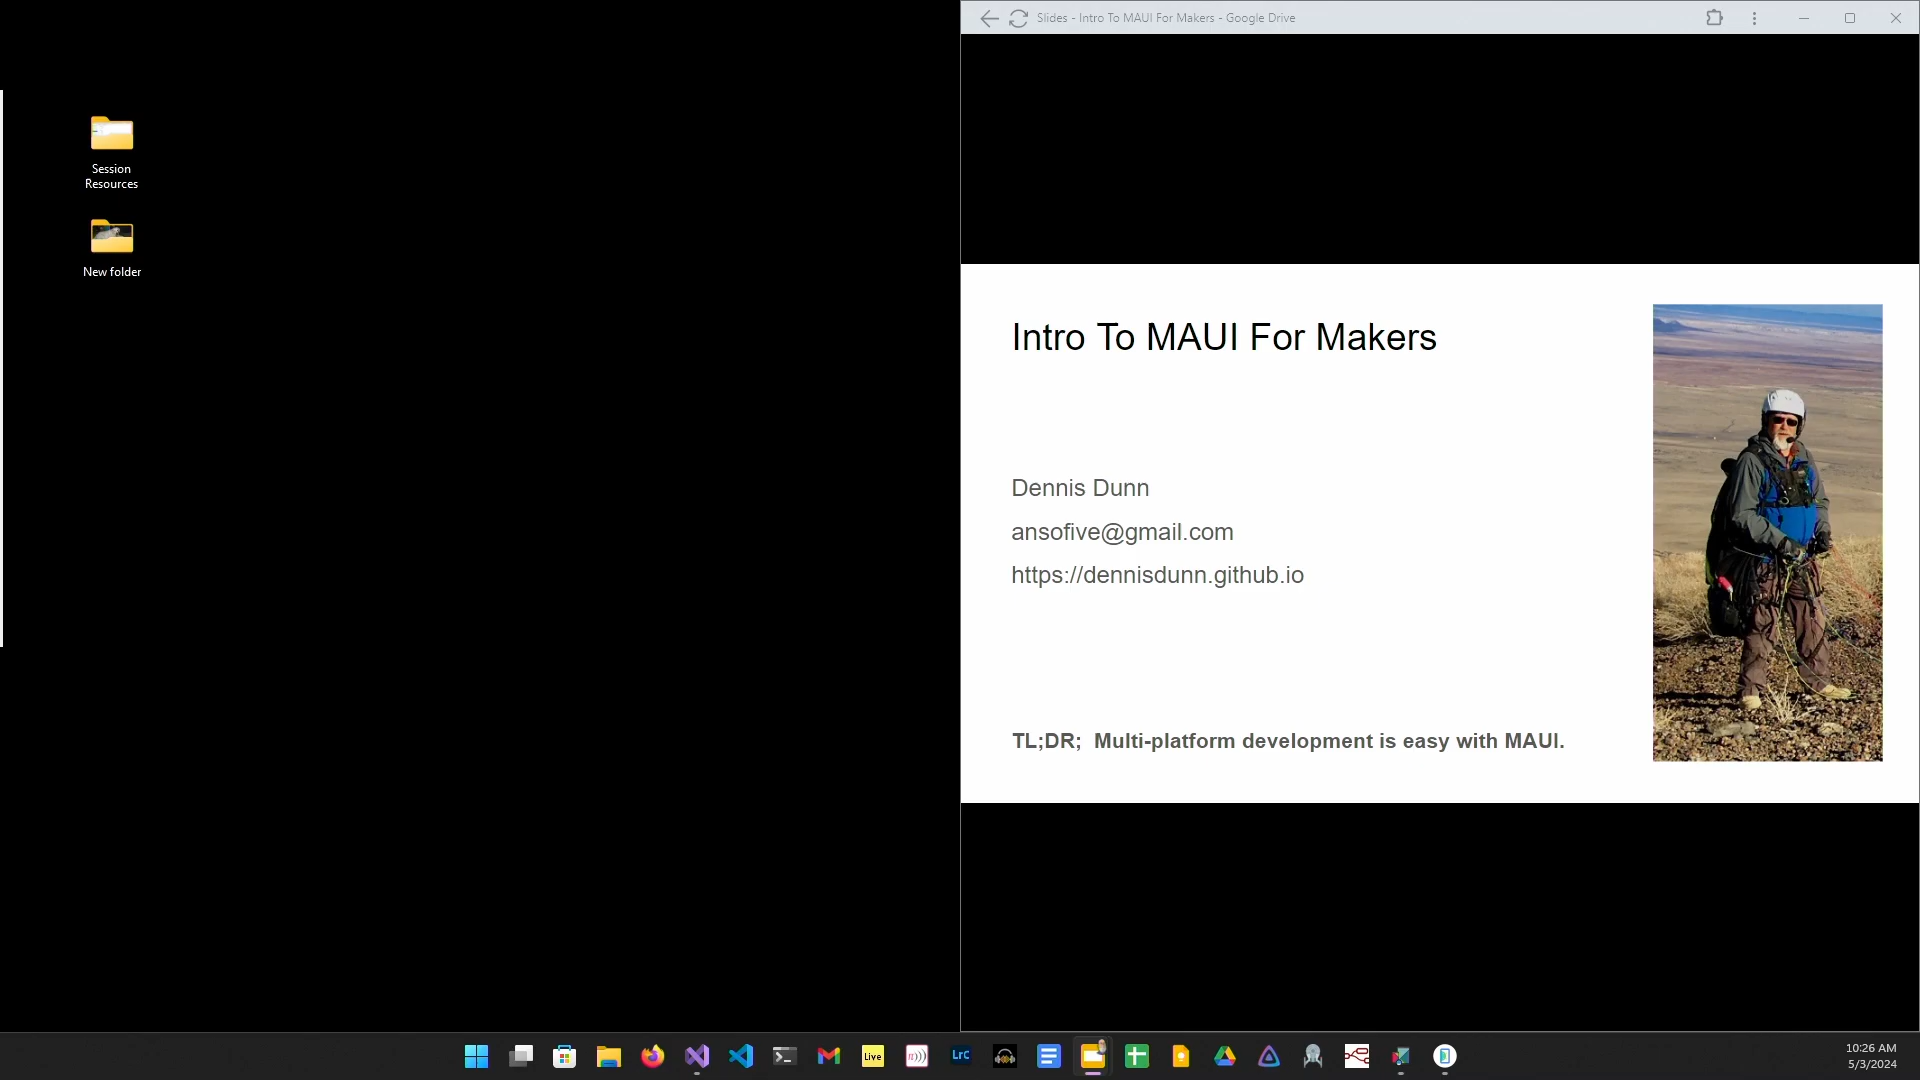 Slides - Intro To MAUI For Makers - Google Drive
Session
Resources
New folder
Intro To MAUI For Makers
Dennis Dunn
ansofive@gmail.com
https://dennisdunn.github.io
TL;DR;  Multi-platform development is easy with MAUI.
Live
LrC
10:26 AM
5/3/2024